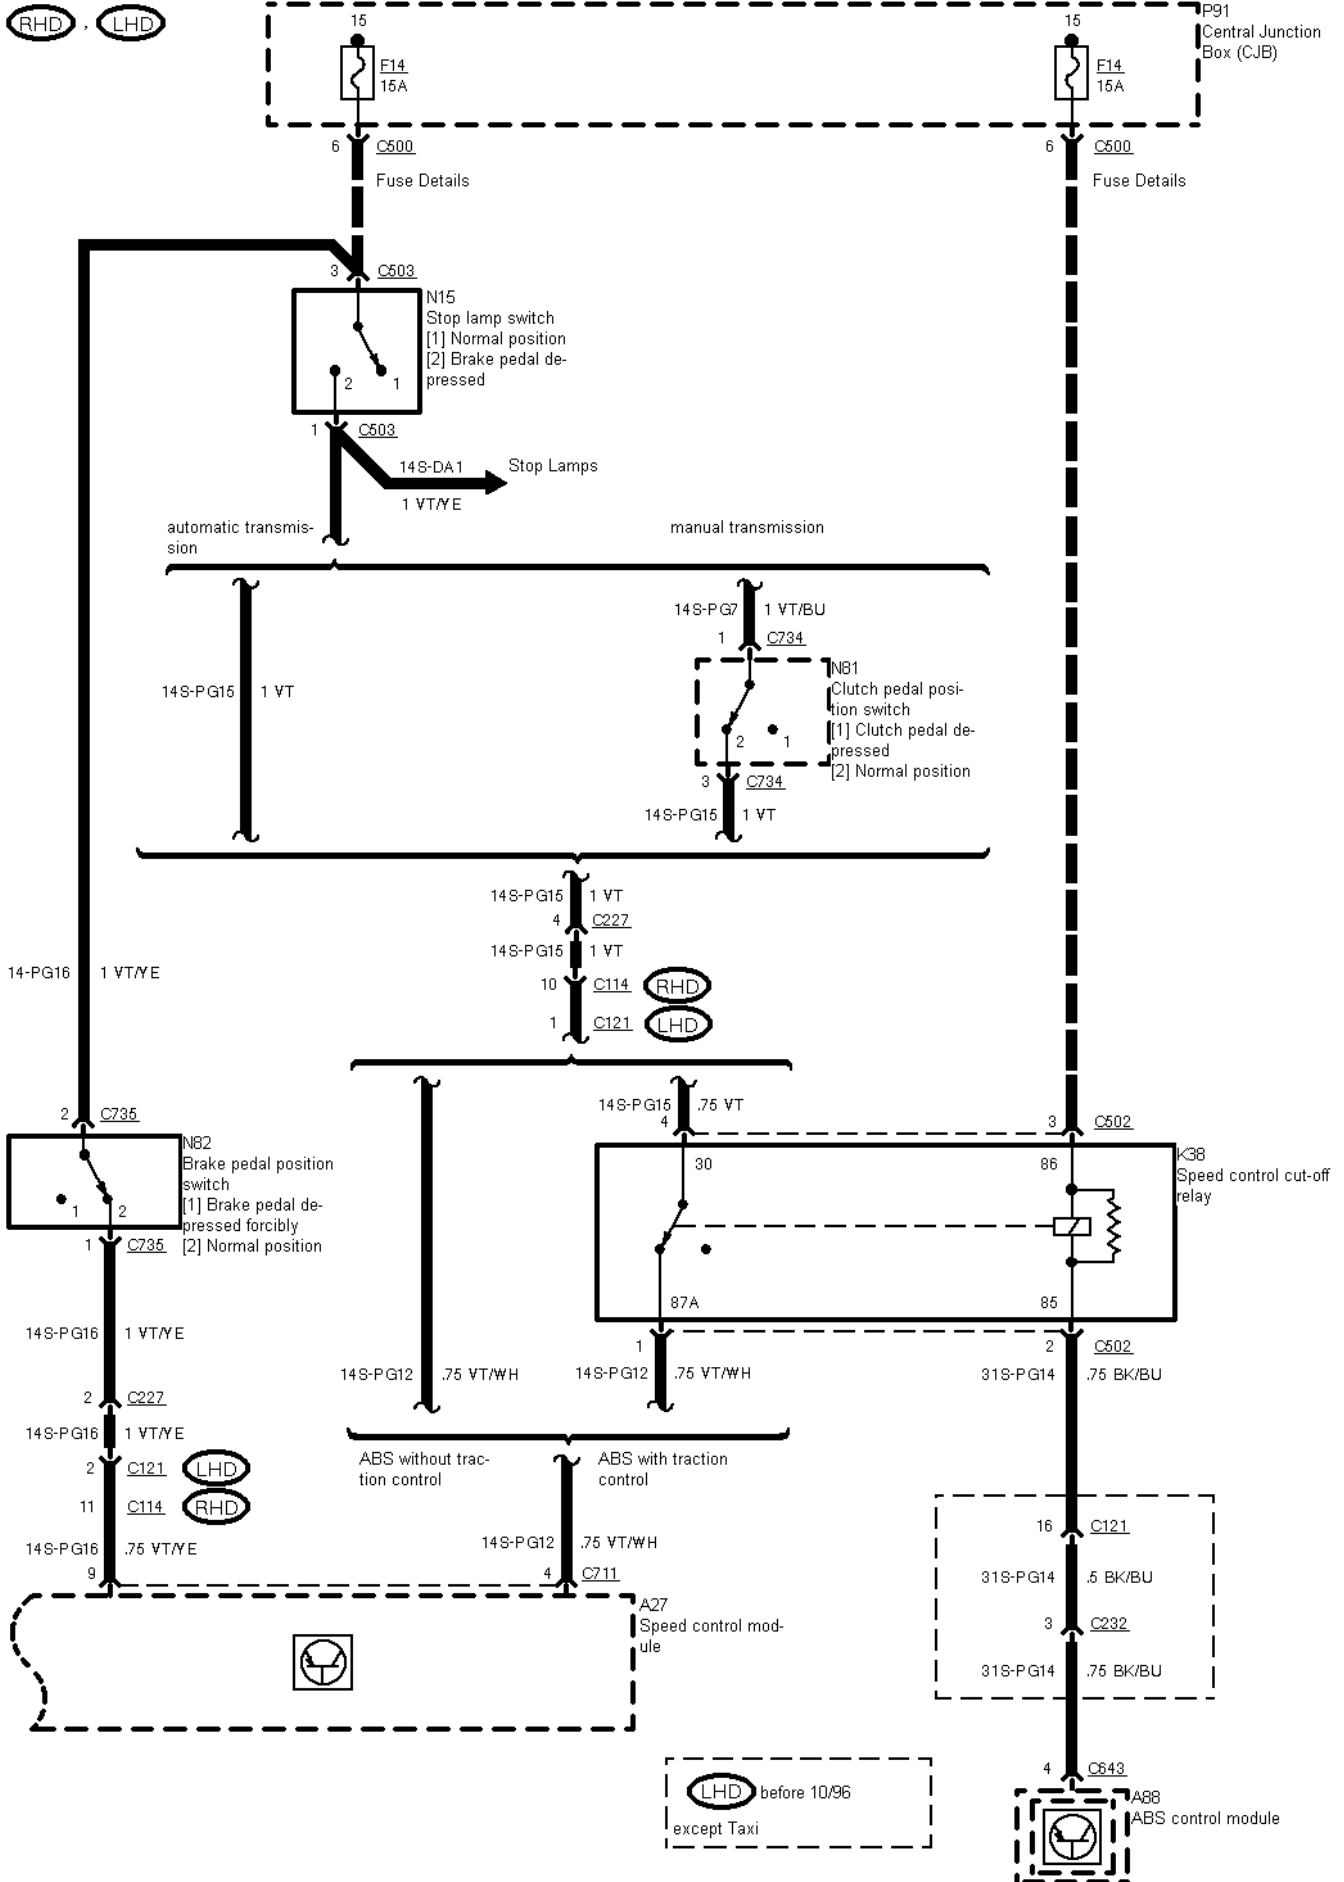 RHD , LHD
15
F14
15A
15
F14
15A
P91
Central Junction
Box (CJB)
6 C500
Fuse Details
6 C500
Fuse Details
3 C503
N15
Stop lamp switch
[1] Normal position
[2] Brake pedal de-
pressed
2 1
1 C503
14S-DA1
1 VT/YE
Stop Lamps
automatic transmis-
sion
manual transmission
14S-PG7 1 VT/BU
1 C734
N81
Clutch pedal posi-
tion switch
[1] Clutch pedal de-
pressed
[2] Normal position
2 1
14S-PG15 1 VT
3 C734
14S-PG15 1 VT
14S-PG15 1 VT
4 C227
14S-PG15 1 VT
10 C114 RHD
1 C121 LHD
14-PG16 1 VT/YE
2 C735
N82
Brake pedal position
switch
[1] Brake pedal de-
pressed forcibly
[2] Normal position
1 2
1 C735
14S-PG15 .75 VT
4
3 C502
30
86
K38
Speed control cut-off
relay
87A
85
1
2 C502
14S-PG16 1 VT/YE
14S-PG12 .75 VT/WH
14S-PG12 .75 VT/WH
31S-PG14 .75 BK/BU
2 C227
14S-PG16 1 VT/YE
2 C121 LHD
11 C114 RHD
14S-PG16 .75 VT/YE
9
ABS without trac-
tion control
ABS with traction
control
14S-PG12 .75 VT/WH
4 C711
16 C121
31S-PG14 .5 BK/BU
3 C232
31S-PG14 .75 BK/BU
A27
Speed control mod-
ule
LHD before 10/96
except Taxi
4 C643
A88
ABS control module